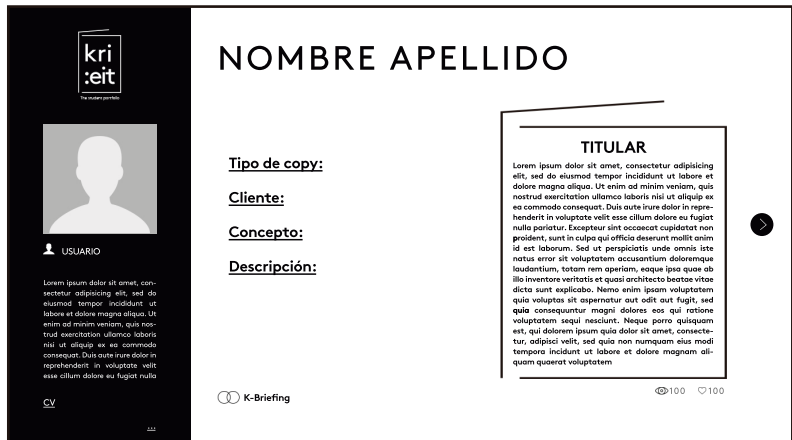 kri
:eit
The student portfolio
USUARIO
Lorem ipsum dolor sit amet, con-
sectetur adipisicing elit, sed do
eiusmod tempor incididunt ut
labore et dolore magna aliqua. Ut
enim ad minim veniam, quis nos-
trud exercitation ullamco laboris
nisi ut aliquip ex ea commodo
consequat. Duis aute irure dolor in
reprehenderit in voluptate velit
esse cillum dolore eu fugiat nulla
CV
...
NOMBRE APELLIDO
Tipo de copy:
Cliente:
Concepto:
Descripción:
K-Briefing
TITULAR
Lorem ipsum dolor sit amet, consectetur adipisicing
elit, sed do eiusmod tempor incididunt ut labore et
dolore magna aliqua. Ut enim ad minim veniam, quis
nostrud exercitation ullamco laboris nisi ut aliquip ex
ea commodo consequat. Duis aute irure dolor in repre-
henderit in voluptate velit esse cillum dolore eu fugiat
nulla pariatur. Excepteur sint occaecat cupidatat non
proident, sunt in culpa qui officia deserunt mollit anim
id est laborum. Sed ut perspiciatis unde omnis iste
natus error sit voluptatem accusantium doloremque
laudantium, totam rem aperiam, eaque ipsa quae ab
illo inventore veritatis et quasi architecto beatae vitae
dicta sunt explicabo. Nemo enim ipsam voluptatem
quia voluptas sit aspernatur aut odit aut fugit, sed
quia consequuntur magni dolores eos qui ratione
voluptatem sequi nesciunt. Neque porro quisquam
est, qui dolorem ipsum quia dolor sit amet, consecte-
tur, adipisci velit, sed quia non numquam eius modi
tempora incidunt ut labore et dolore magnam ali-
quam quaerat voluptatem
100 100